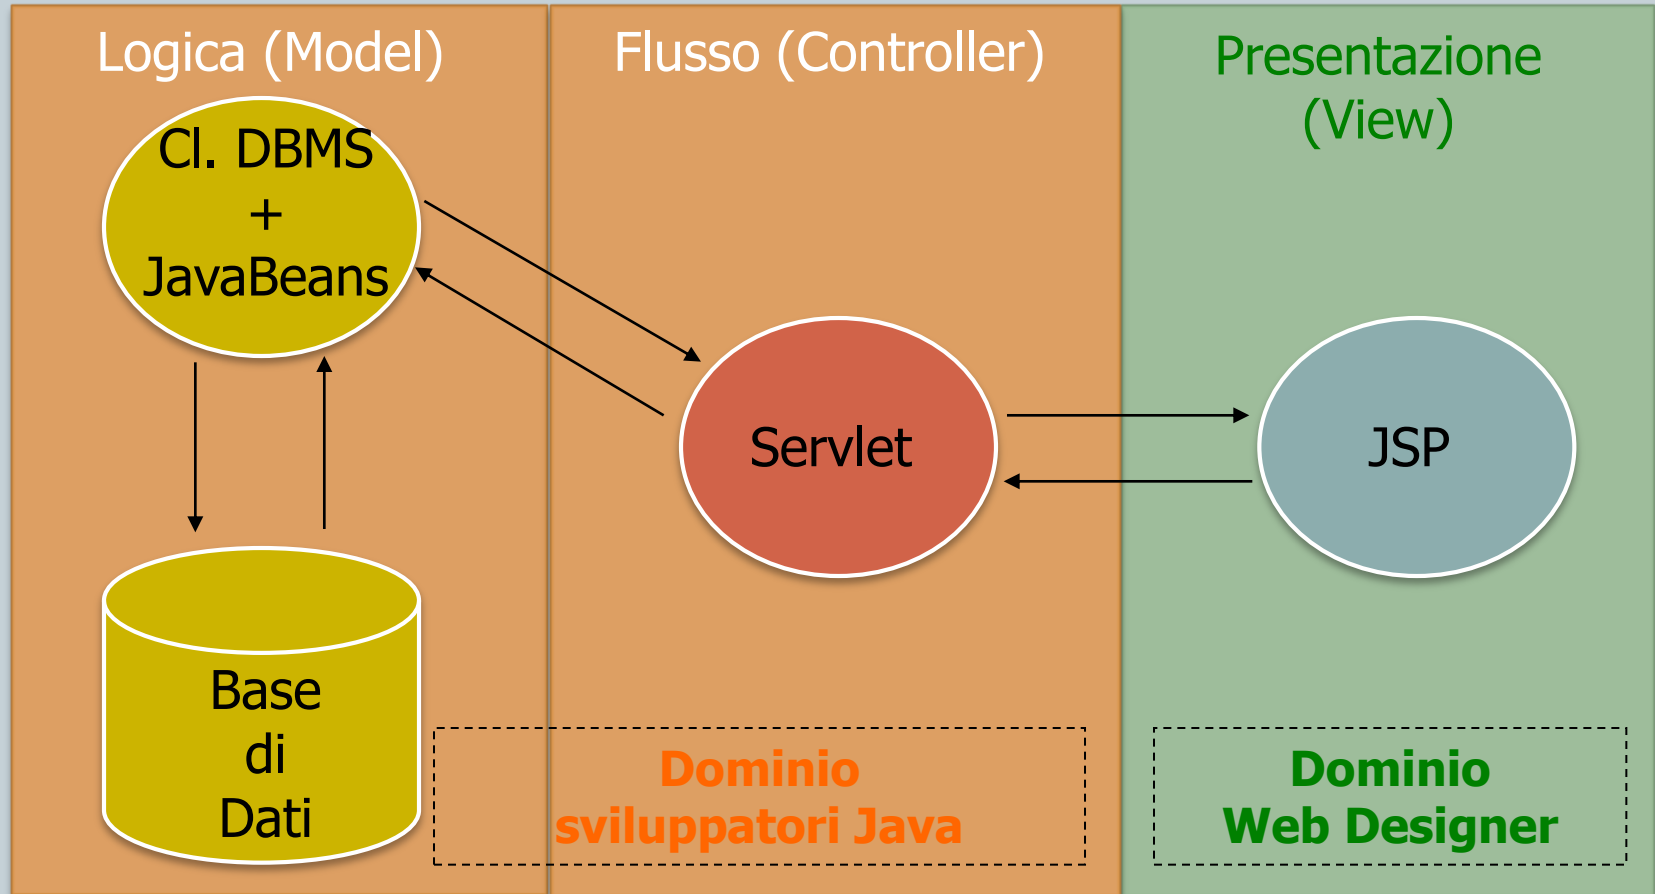 Logica (Model)
Flusso (Controller)
Presentazione
(View)
Cl. DBMS
+
JavaBeans
Servlet
JSP
Base
di
Dati
Dominio
sviluppatori Java
Dominio
Web Designer